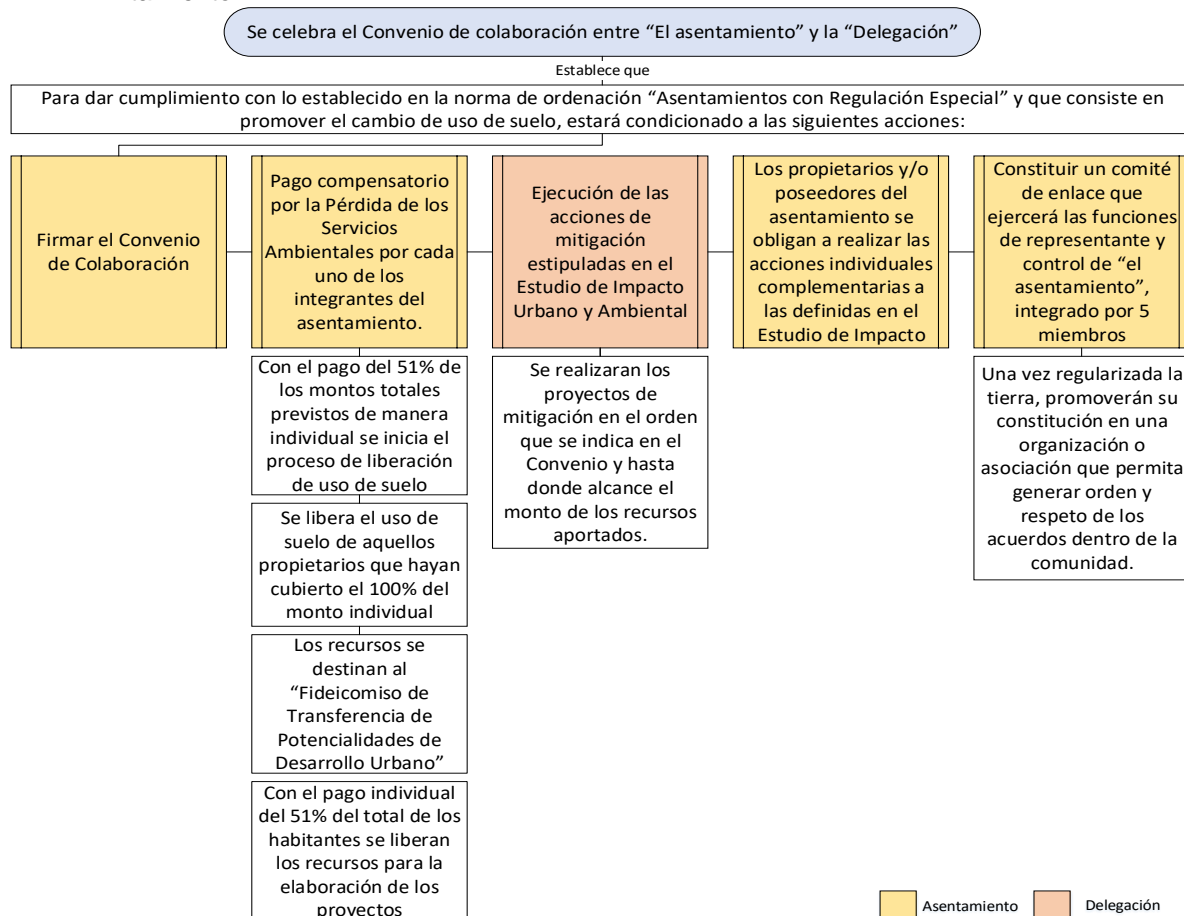 Se celebra el Convenio de colaboración entre “El asentamiento” y la “Delegación”
Establece que
Para dar cumplimiento con lo establecido en la norma de ordenación “Asentamientos con Regulación Especial” y que consiste en
promover el cambio de uso de suelo, estará condicionado a las siguientes acciones:
Firmar el Convenio
de Colaboración
Pago compensatorio
por la Pérdida de los
Servicios
Ambientales por cada
uno de los
integrantes del
asentamiento.
Con el pago del 51% de
los montos totales
previstos de manera
individual se inicia el
proceso de liberación
de uso de suelo
Se libera el uso de
suelo de aquellos
propietarios que hayan
cubierto el 100% del
monto individual
Los recursos se
destinan al
“Fideicomiso de
Transferencia de
Potencialidades de
Desarrollo Urbano”
Con el pago individual
del 51% del total de los
habitantes se liberan
los recursos para la
elaboración de los
proyectos
Ejecución de las
acciones de
mitigación
estipuladas en el
Estudio de Impacto
Urbano y Ambiental
Se realizaran los
proyectos de
mitigación en el orden
que se indica en el
Convenio y hasta
donde alcance el
monto de los recursos
aportados.
Los propietarios y/o
poseedores del
asentamiento se
obligan a realizar las
acciones individuales
complementarias a
las definidas en el
Estudio de Impacto
Constituir un comité
de enlace que
ejercerá las funciones
de representante y
control de “el
asentamiento”,
integrado por 5
miembros
Una vez regularizada la
tierra, promoverán su
constitución en una
organización o
asociación que permita
generar orden y
respeto de los
acuerdos dentro de la
comunidad.
Asentamiento
Delegación